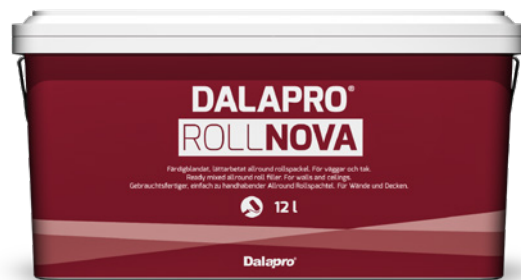 DALAPRO®
ROLLNOVA
Färdigblandat, lättarbetat allround rollspackel. För väggar och tak.
Ready mixed allround roll filler. For walls and ceilings.
Gebrauchtsfertiger, einfach zu handhabender Allround Rollspachtel. Für Wände und Decken.
12 l
Dalapro®